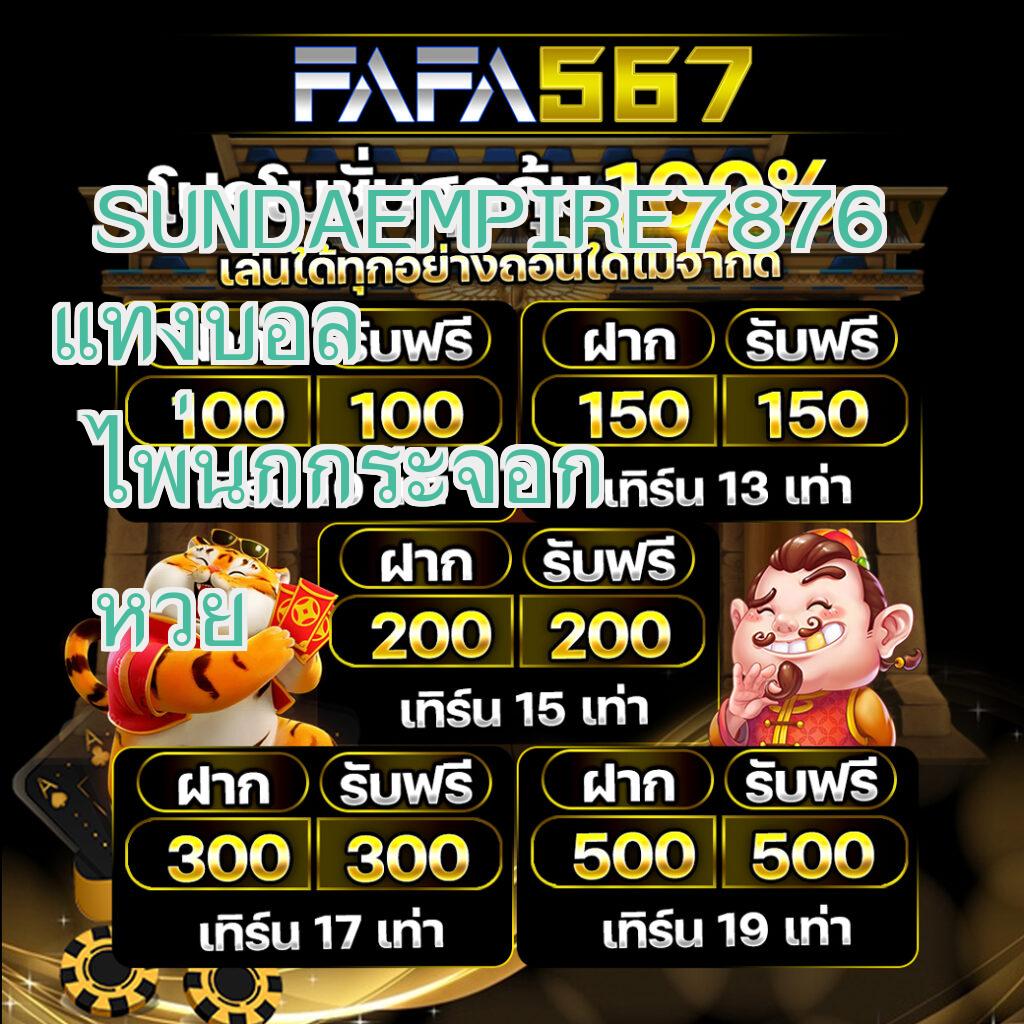 FAFA567
100%
SUNDAEMPIRE7876
เล่นได้ทุกอย่างถอนได้ไม่จำกัด
แทงบอล
รับฟรี
ฝาก รับฟรี
100 100
150 150
ไพ่นกกระจอก
เทิร์น 13 เท่า
ฝาก รับฟรี
หวย
200 200
เทิร์น 15 เท่า
ฝาก รับฟรี
ฝาก รับฟรี
300 300
500 500
เทิร์น 17 เท่า
เทิร์น 19 เท่า